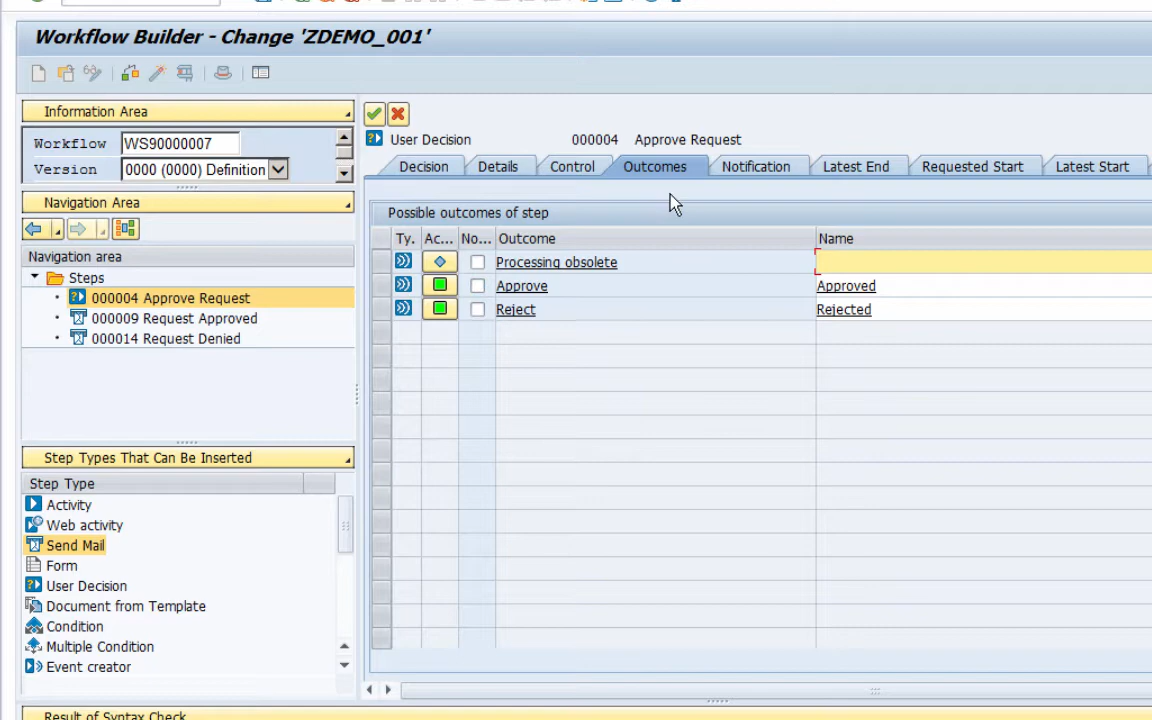 Workflow Builder - Change 'ZDEMO_001'
Information Area
Workflow WS90000007
Version 0000 (0000) Definition
Navigation Area
Navigation area
Steps
000004 Approve Request
000009 Request Approved
000014 Request Denied
Step Types That Can Be Inserted
Step Type
Activity
Web activity
Send Mail
Form
User Decision
Document from Template
Condition
Multiple Condition
Event creator
Result of Syntax Check
User Decision 000004 Approve Request
Decision Details Control Outcomes Notification Latest End Requested Start Latest Start
Possible outcomes of step
Ty. Ac... No... Outcome Name
Processing obsolete
Approve Approved
Reject Rejected